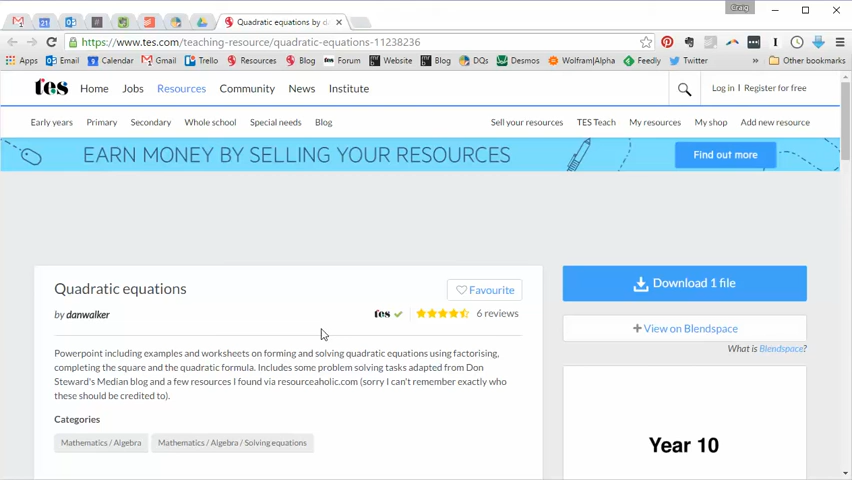 Craig
Quadratic equations by d
https://www.tes.com/teaching-resource/quadratic-equations-11238236
Apps Email Calendar Gmail Trello Resources Blog Forum Website Blog DQs Desmos Wolfram|Alpha Feedly Twitter » Other bookmarks
tes Home Jobs Resources Community News Institute Log in | Register for free
Early years Primary Secondary Whole school Special needs Blog Sell your resources TES Teach My resources My shop Add new resource
EARN MONEY BY SELLING YOUR RESOURCES Find out more
Quadratic equations Favourite Download 1 file
by danwalker tes 6 reviews
+ View on Blendspace
What is Blendspace?
Powerpoint including examples and worksheets on forming and solving quadratic equations using factorising,
completing the square and the quadratic formula. Includes some problem solving tasks adapted from Don
Steward's Median blog and a few resources I found via resourceaholic.com (sorry I can't remember exactly who
these should be credited to).
Categories
Mathematics / Algebra Mathematics / Algebra / Solving equations
Year 10